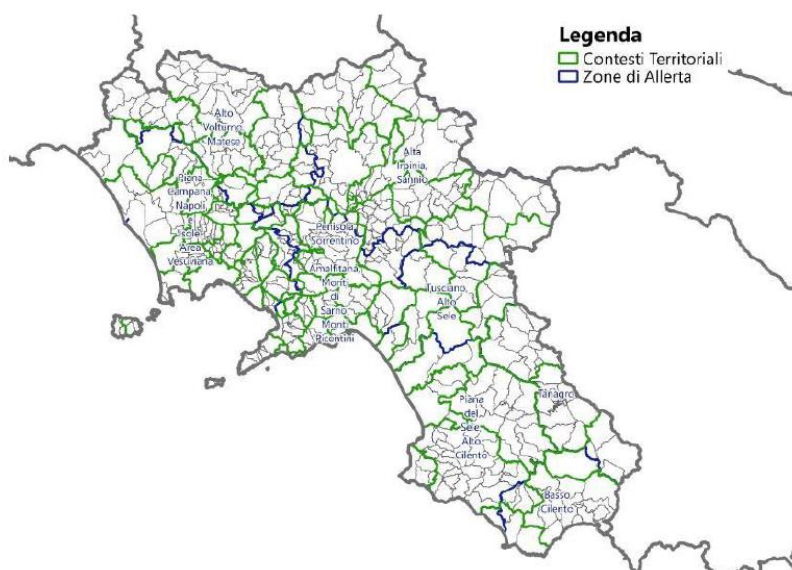 Legenda
Contesti Territoriali
Zone di Allerta
Alto
Volturno,
Matese
Alta
Irpinia,
Sannio
Piana
Campana,
Napoli,
Isole,
Area
Vesuviana
Penisola
Sorrentino
Amalfitana,
Monti
di
Sarno
Monti
Picentini
Tusciano,
Alto
Sele
Piana
del
Sele,
Alto
Cilento
Tanagro
Basso
Cilento